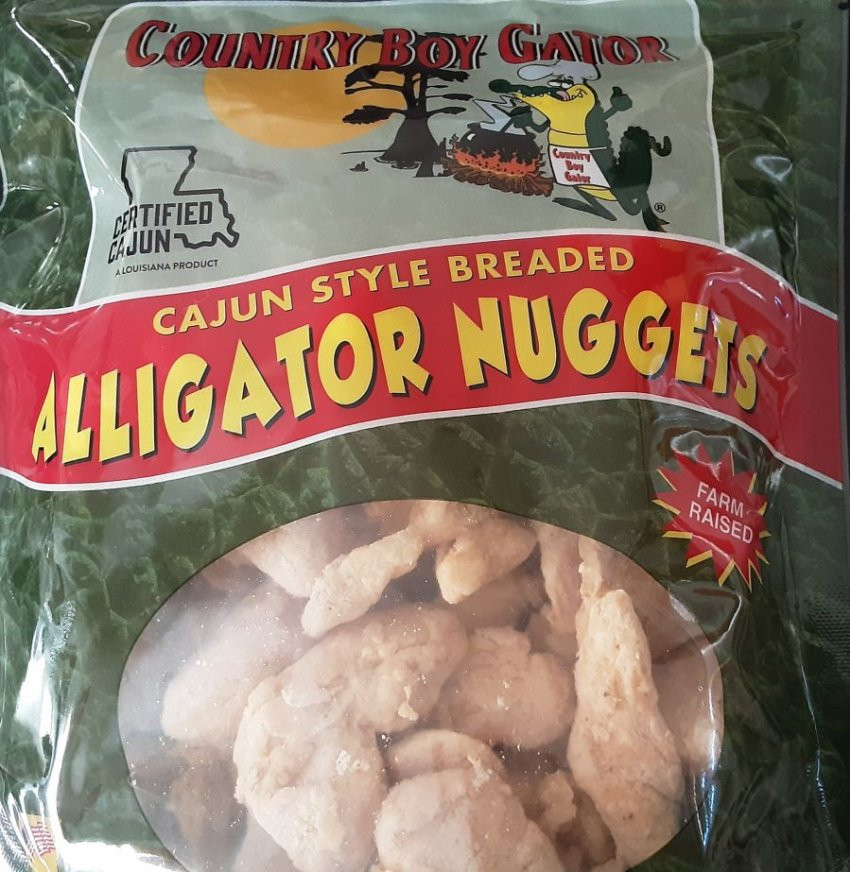 COUNTRY BOY GATOR
Country
Boy
Gator
®
CERTIFIED
CAJUN
A LOUISIANA PRODUCT
CAJUN STYLE BREADED
ALLIGATOR NUGGETS
FARM
RAISED